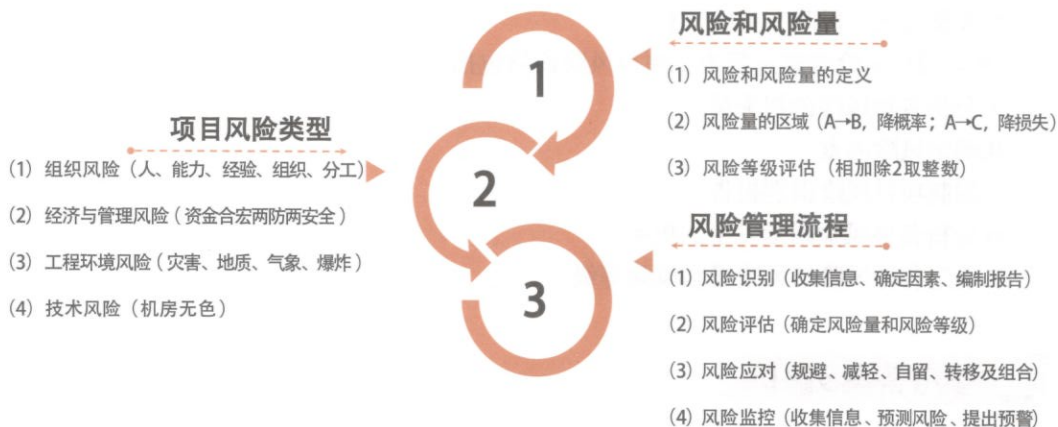 1
风险和风险量
(1) 风险和风险量的定义
(2) 风险量的区域（A→B，降概率；A→C，降损失)
(3) 风险等级评估（相加除2取整数）
2
项目风险类型
(1) 组织风险（人、能力、经验、组织、分工）
(2) 经济与管理风险（资金合宏两防两安全）
(3) 工程环境风险（灾害、地质、气象、爆炸）
(4) 技术风险（机房无色）
3
风险管理流程
(1) 风险识别（收集信息、确定因素、编制报告）
(2) 风险评估（确定风险量和风险等级）
(3) 风险应对（规避、减轻、自留、转移及组合）
(4) 风险监控（收集信息、预测风险、提出预警）